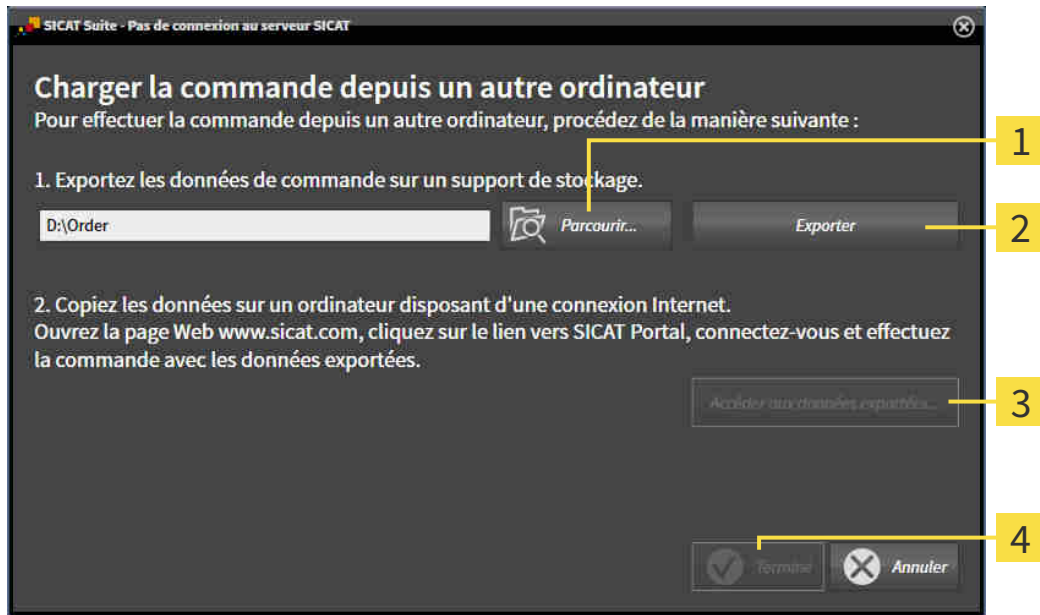 SICAT Suite - Pas de connexion au serveur SICAT
Charger la commande depuis un autre ordinateur
Pour effectuer la commande depuis un autre ordinateur, procédez de la manière suivante :
1
1. Exportez les données de commande sur un support de stockage.
D:\Order
Parcourir...
Exporter
2
2. Copiez les données sur un ordinateur disposant d'une connexion Internet.
Ouvrez la page Web www.sicat.com, cliquez sur le lien vers SICAT Portal, connectez-vous et effectuez
la commande avec les données exportées.
Accéder aux données exportées...
3
4
Terminé
Annuler